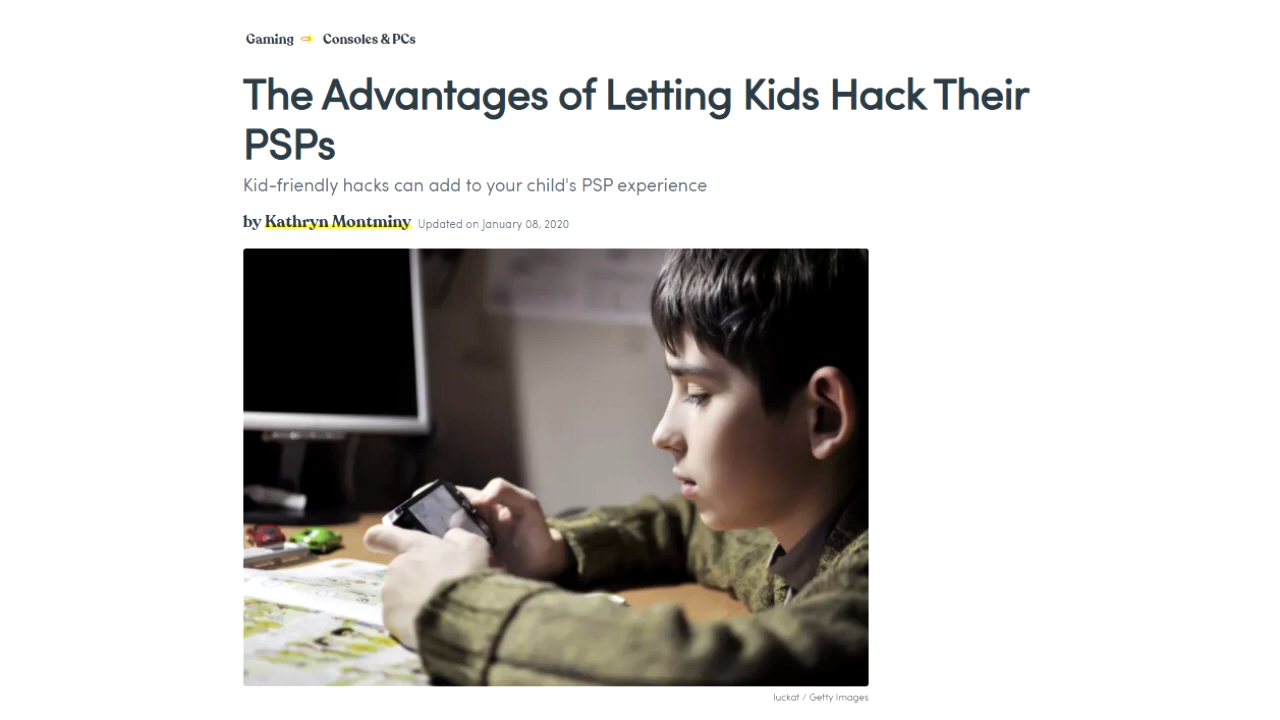 Gaming Consoles & PCs
The Advantages of Letting Kids Hack Their
PSPs
Kid-friendly hacks can add to your child's PSP experience
by Kathryn Montminy Updated on January 08, 2020
luckat / Getty Images